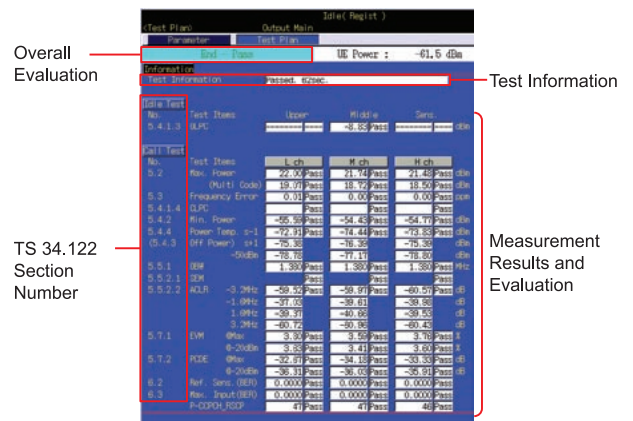 Idle( Regist )
(Test Plan) Output Main
Parameter Test Plan
End - Pass UE Power : -61.5 dBm
Information
Test Information Passed. 62sec.
Idle Test
No. Test Items Upper Middle Sens.
5.4.1.3 ULPC -------- ---- -8.83 Pass -------- ---- dBm
Call Test
No. Test Items L ch M ch H ch
5.2 Max. Power 22.00 Pass 21.74 Pass 21.48 Pass dBm
(Multi Code) 19.07 Pass 18.72 Pass 18.50 Pass dBm
5.3 Frequency Error 0.01 Pass 0.00 Pass 0.00 Pass ppm
5.4.1.4 CLPC Pass Pass Pass
5.4.2 Min. Power -55.59 Pass -54.43 Pass -54.77 Pass dBm
5.4.4 Power Temp. s-1 -72.91 Pass -74.44 Pass -73.83 Pass dBm
(5.4.3 Off Power) s+1 -75.38 -76.39 -75.39 dBm
-50dBm -78.78 -77.17 -78.80 dBm
5.5.1 OBW 1.380 Pass 1.380 Pass 1.380 Pass MHz
5.5.2.1 SEM Pass Pass Pass
5.5.2.2 ACLR -3.2MHz -59.52 Pass -59.97 Pass -60.57 Pass dB
-1.6MHz -37.03 -39.61 -39.98 dB
1.6MHz -39.37 -40.66 -39.53 dB
3.2MHz -60.72 -60.96 -60.43 dB
5.7.1 EVM @Max 3.30 Pass 3.59 Pass 3.76 Pass %
@-20dBm 3.83 Pass 3.41 Pass 3.60 Pass %
5.7.2 PCDE @Max -32.67 Pass -34.18 Pass -33.33 Pass dB
@-20dBm -36.31 Pass -36.03 Pass -35.91 Pass dB
6.2 Ref. Sens.(BER) 0.0000 Pass 0.0000 Pass 0.0000 Pass
6.3 Max. Input(BER) 0.0000 Pass 0.0000 Pass 0.0000 Pass
P-CCPCH_RSCP 47 Pass 47 Pass 46 Pass
Overall
Evaluation
Test Information
TS 34.122
Section
Number
Measurement
Results and
Evaluation